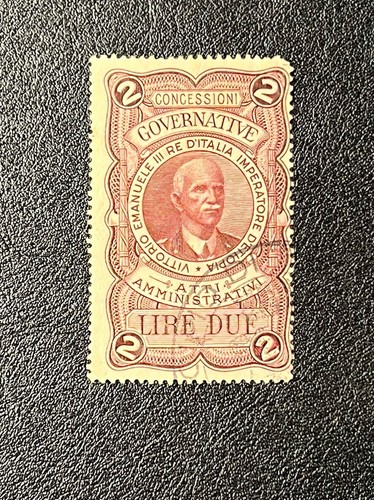 2 CONCESSIONI 2
GOVERNATIVE
VITTORIO EMANUELE III RE D'ITALIA IMPERATORE D'ETIOPIA ★
ATTI
AMMINISTRATIVI
LIRE DUE
2 2